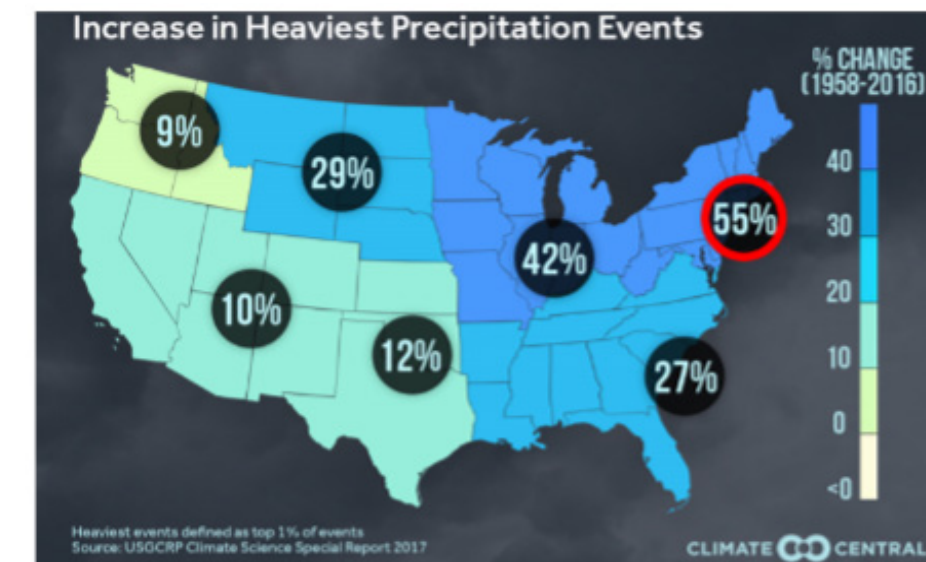 Increase in Heaviest Precipitation Events
% CHANGE
(1958-2016)
9%
29%
55%
42%
10%
12%
27%
40
30
20
10
0
<0
Heaviest events defined as top 1% of events
Source: USGCRP Climate Science Special Report 2017
CLIMATE CENTRAL